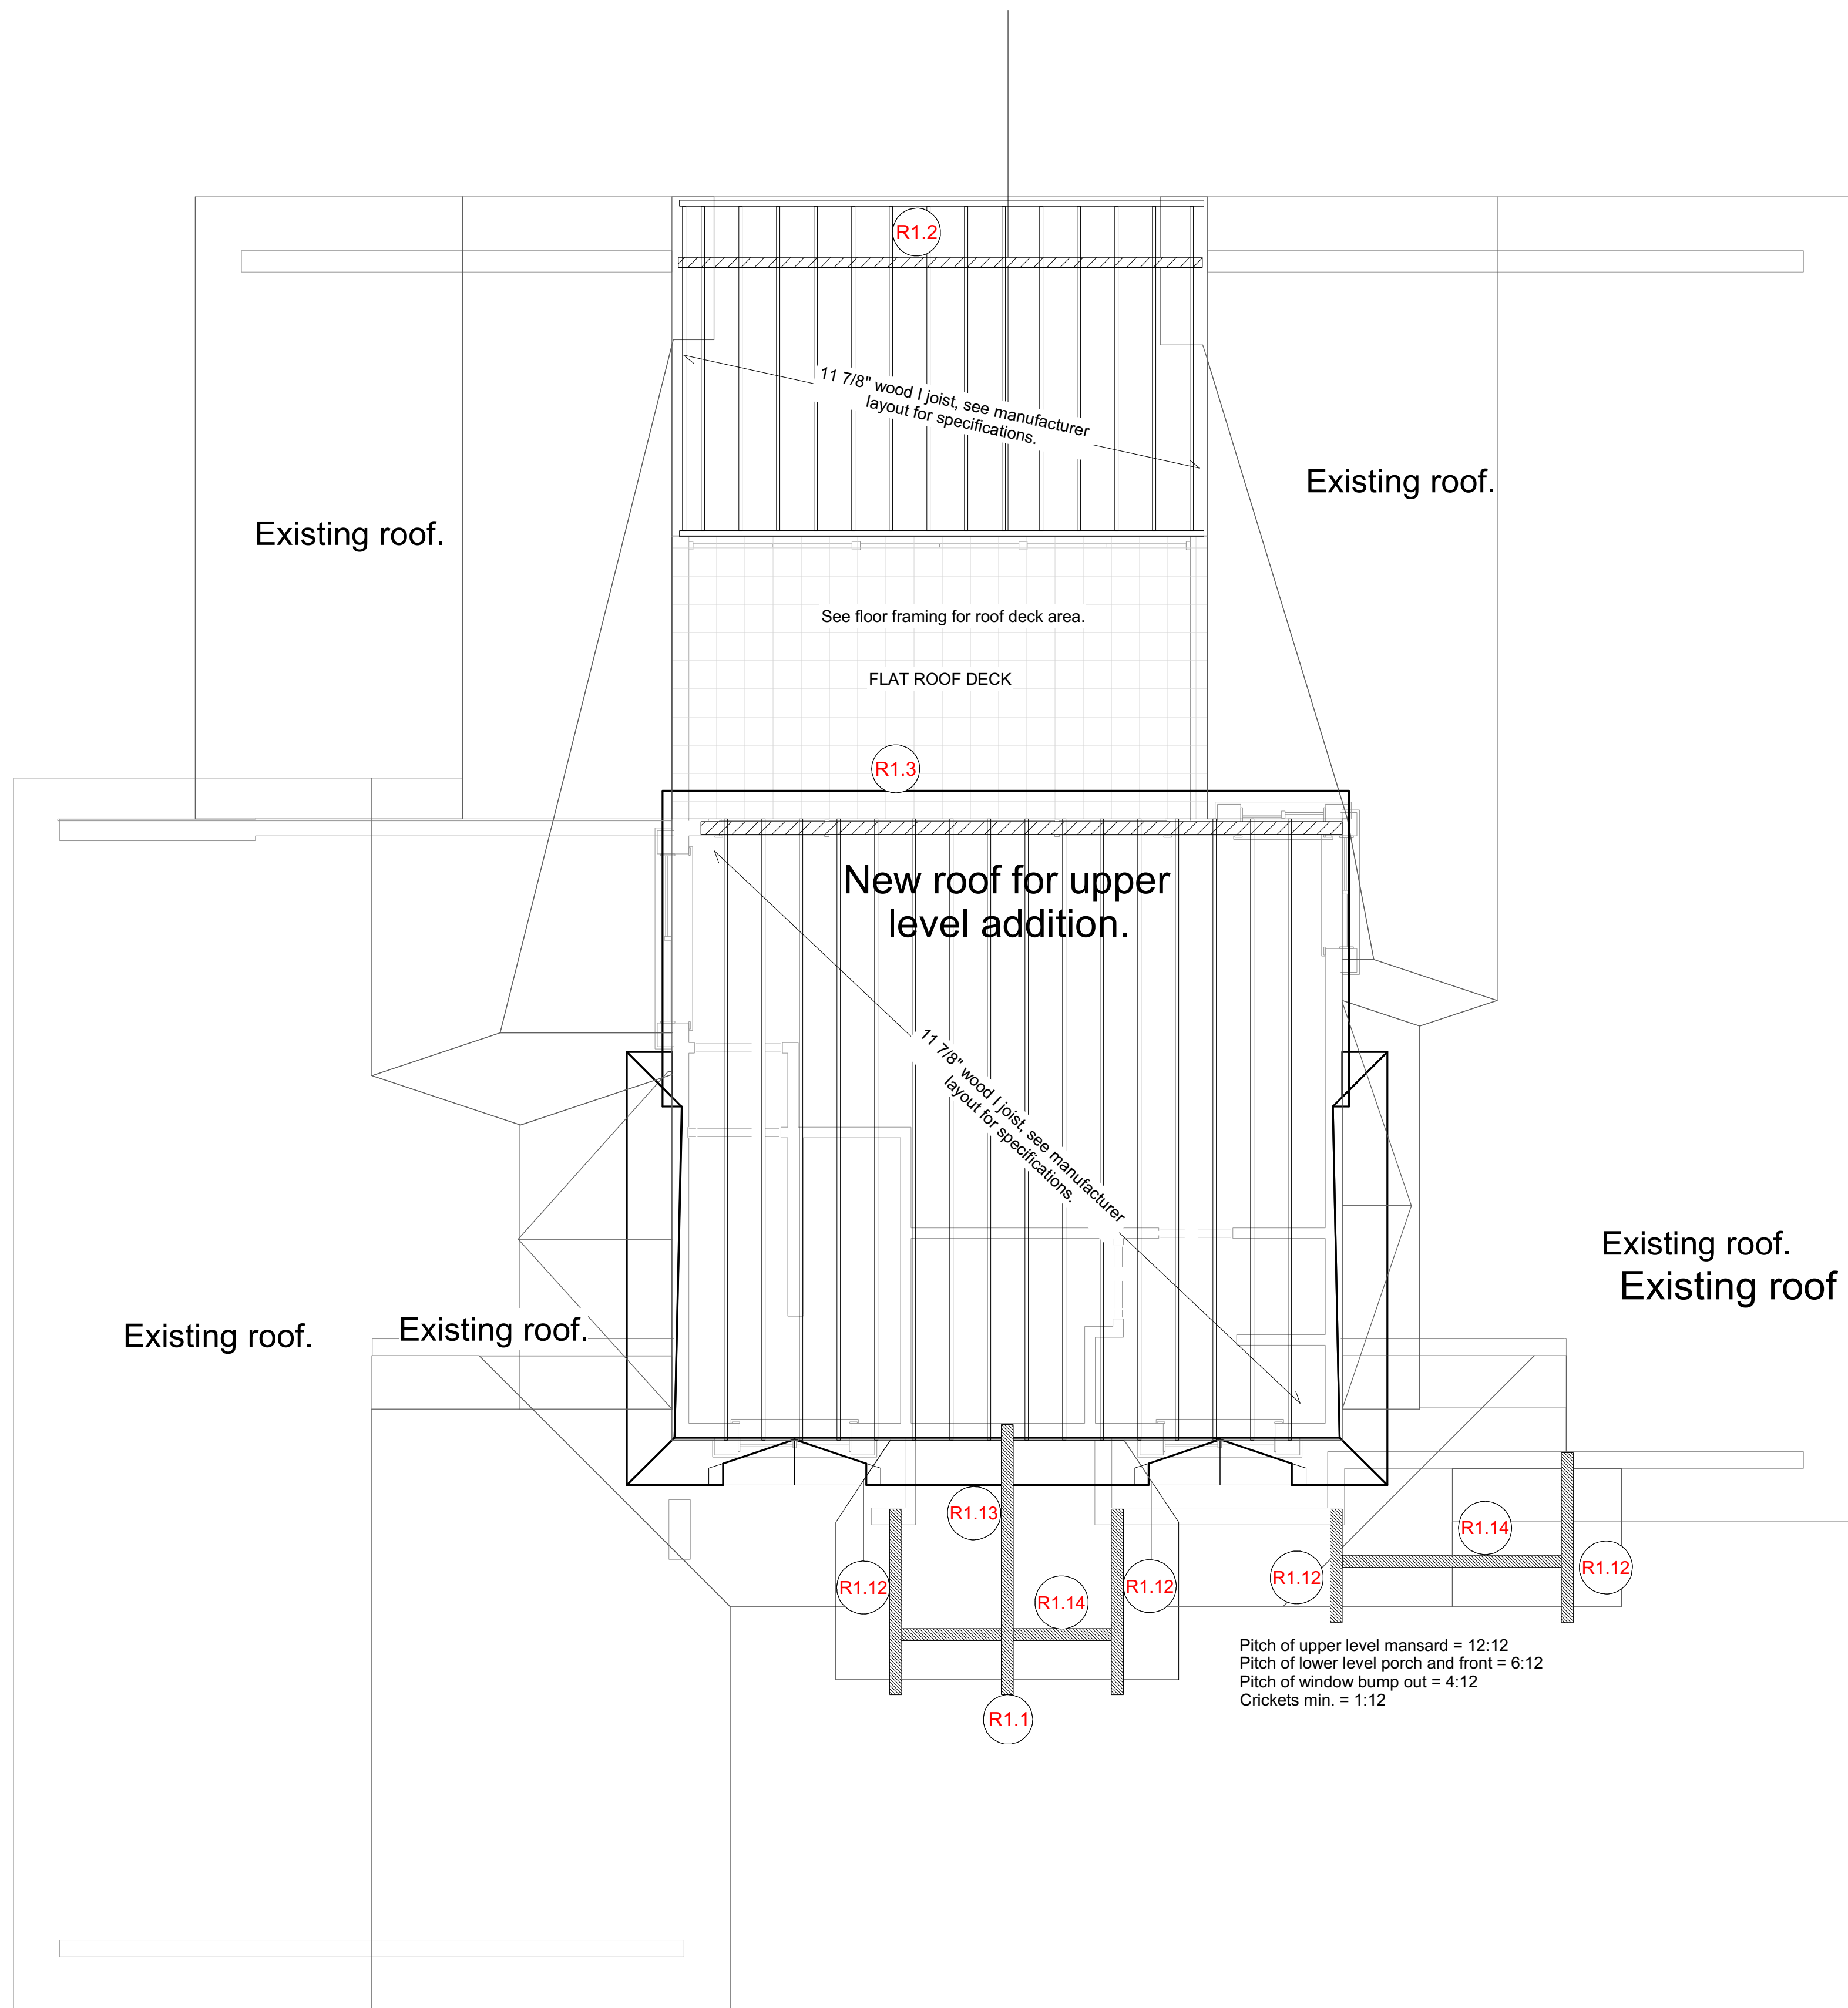 R1.2
11 7/8" wood I joist, see manufacturer
layout for specifications.
Existing roof.
Existing roof.
See floor framing for roof deck area.
FLAT ROOF DECK
R1.3
New roof for upper
level addition.
11 7/8" wood I joist, see manufacturer
layout for specifications.
Existing roof.
Existing roof
Existing roof.
Existing roof.
R1.13
R1.14
R1.12
R1.12
R1.12
R1.12
R1.14
Pitch of upper level mansard = 12:12
Pitch of lower level porch and front = 6:12
Pitch of window bump out = 4:12
Crickets min. = 1:12
R1.1